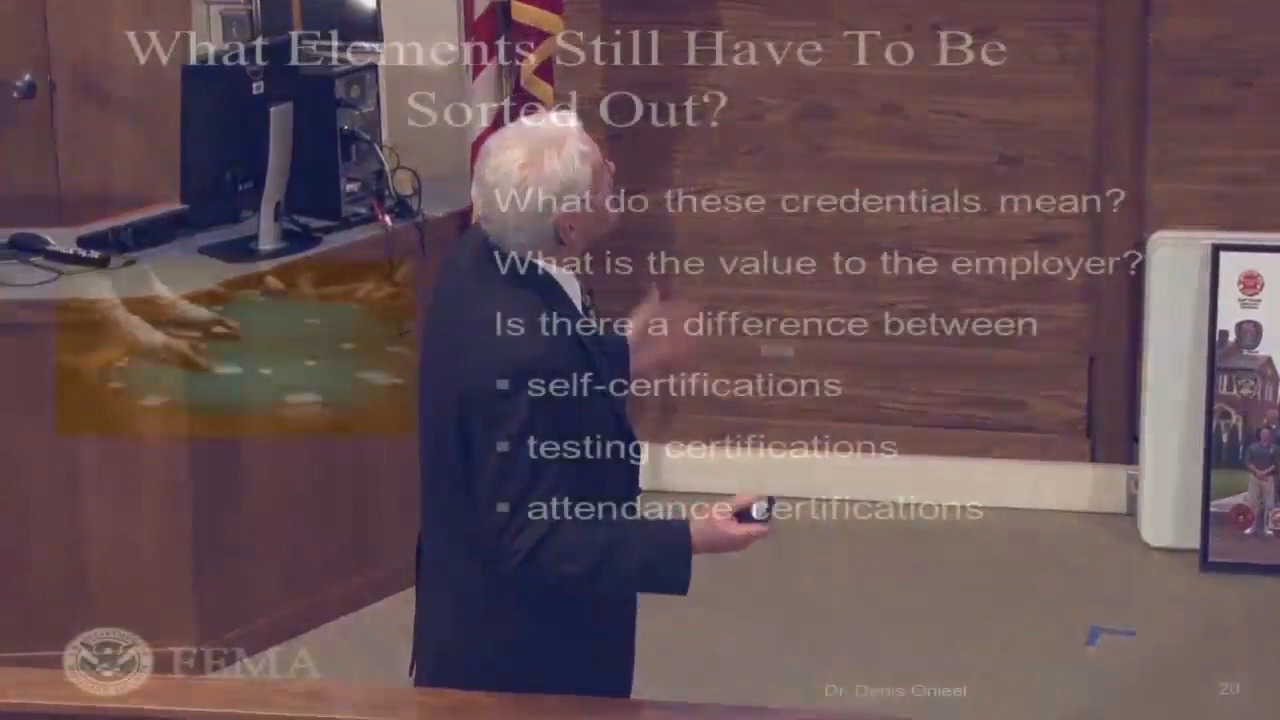 What Elements Still Have To Be
Sorted Out?
What do these credentials mean?
What is the value to the employer?
Is there a difference between
▪ self-certifications
▪ testing certifications
▪ attendance certifications
FEMA
Dr. Denis Onieal
20